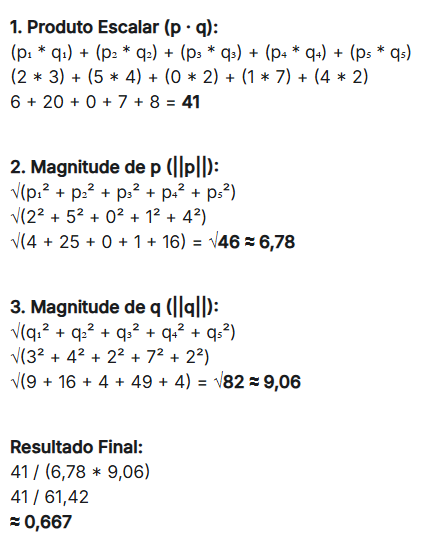 1. Produto Escalar (p · q):
(p₁ * q₁) + (p₂ * q₂) + (p₃ * q₃) + (p₄ * q₄) + (p₅ * q₅)
(2 * 3) + (5 * 4) + (0 * 2) + (1 * 7) + (4 * 2)
6 + 20 + 0 + 7 + 8 = 41
2. Magnitude de p (||p||):
√(p₁² + p₂² + p₃² + p₄² + p₅²)
√(2² + 5² + 0² + 1² + 4²)
√(4 + 25 + 0 + 1 + 16) = √46 ≈ 6,78
3. Magnitude de q (||q||):
√(q₁² + q₂² + q₃² + q₄² + q₅²)
√(3² + 4² + 2² + 7² + 2²)
√(9 + 16 + 4 + 49 + 4) = √82 ≈ 9,06
Resultado Final:
41 / (6,78 * 9,06)
41 / 61,42
≈ 0,667